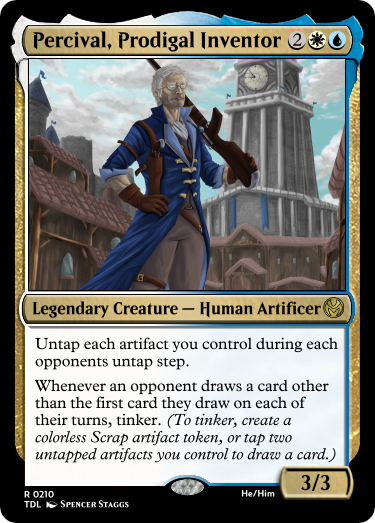 Percival, Prodigal Inventor 2
Legendary Creature — Human Artificer
Untap each artifact you control during each
opponents untap step.
Whenever an opponent draws a card other
than the first card they draw on each of
their turns, tinker. (To tinker, create a
colorless Scrap artifact token, or tap two
untapped artifacts you control to draw a card.)
3/3
R 0210
He/Him
TDL Spencer Staggs